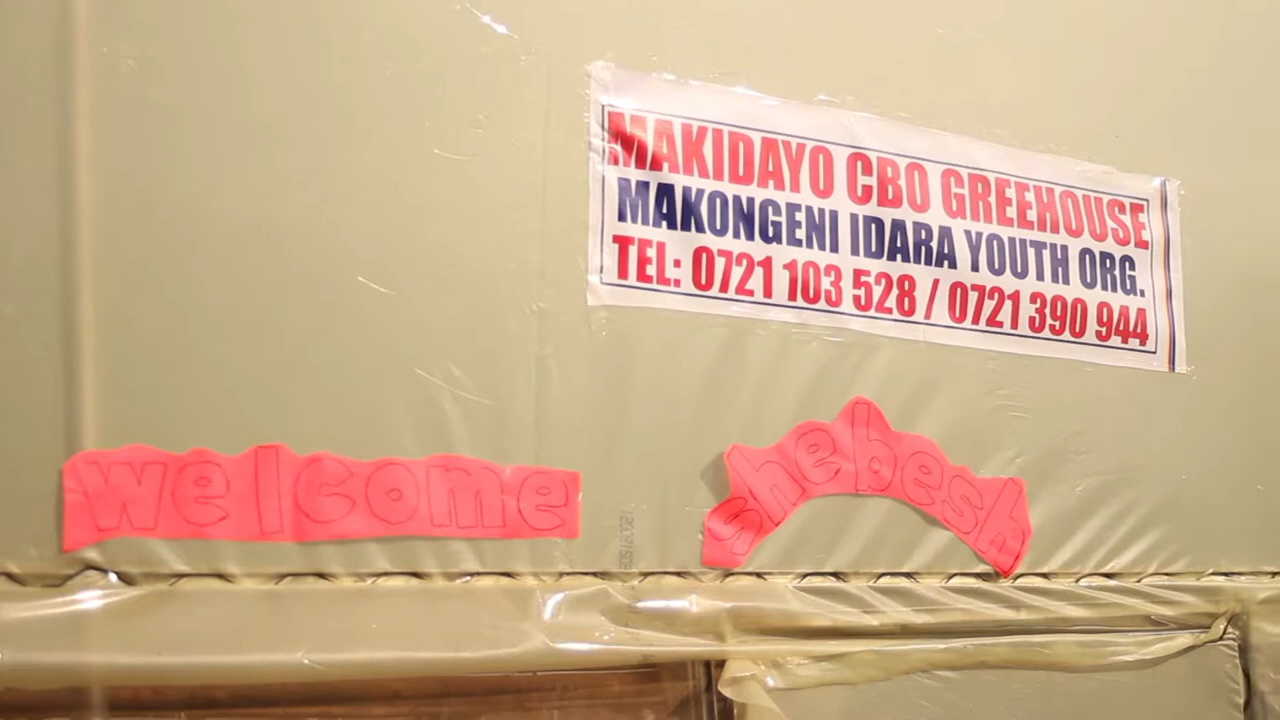 MAKIDAYO CBO GREEHOUSE
MAKONGENI IDARA YOUTH ORG.
TEL: 0721 103 528 / 0721 390 944
welcome
shebesh